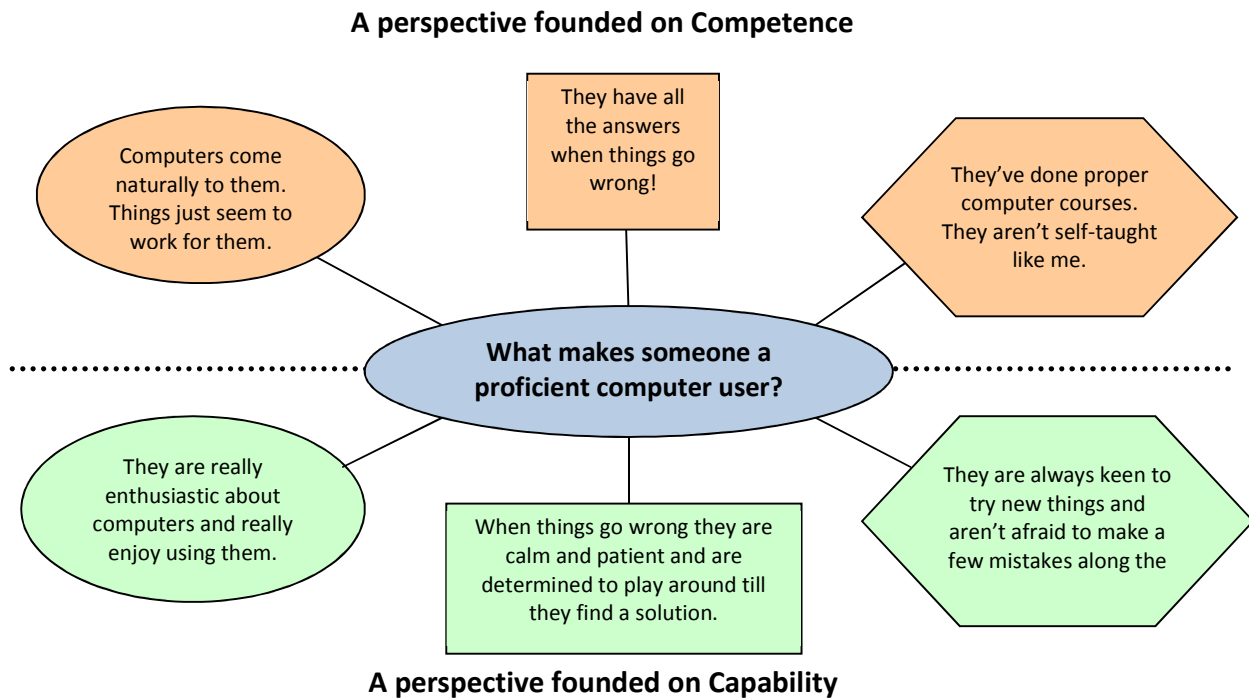 A perspective founded on Competence
Computers come
naturally to them.
Things just seem to
work for them.
They have all
the answers
when things go
wrong!
They’ve done proper
computer courses.
They aren’t self-taught
like me.
What makes someone a
proficient computer user?
They are really
enthusiastic about
computers and really
enjoy using them.
When things go wrong they are
calm and patient and are
determined to play around till
they find a solution.
They are always keen to
try new things and
aren’t afraid to make a
few mistakes along the
A perspective founded on Capability